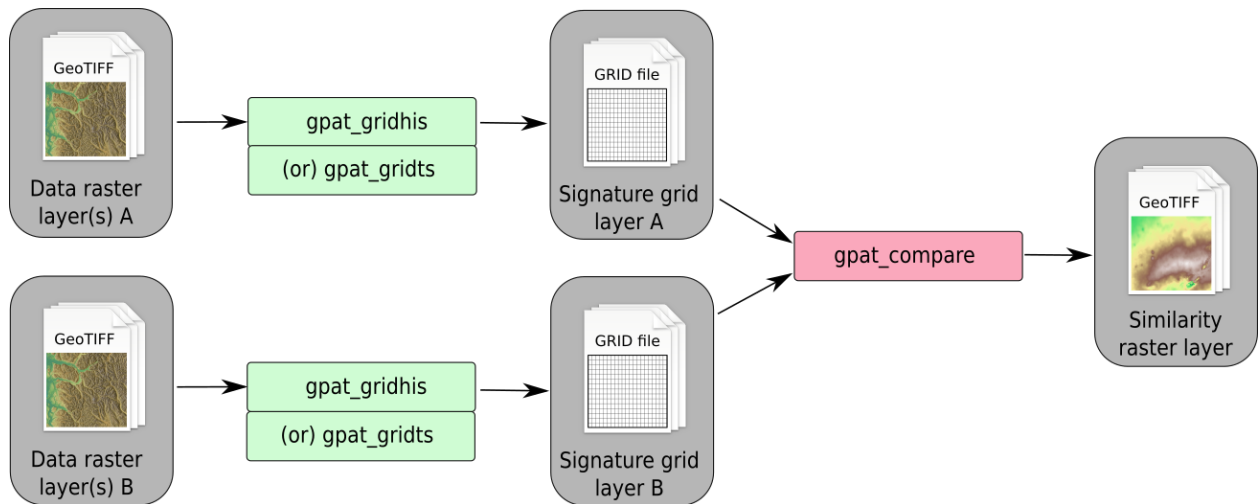 GeoTIFF
Data raster
layer(s) A
gpat_gridhis
(or) gpat_gridts
GRID file
Signature grid
layer A
GeoTIFF
Data raster
layer(s) B
gpat_gridhis
(or) gpat_gridts
GRID file
Signature grid
layer B
gpat_compare
GeoTIFF
Similarity
raster layer